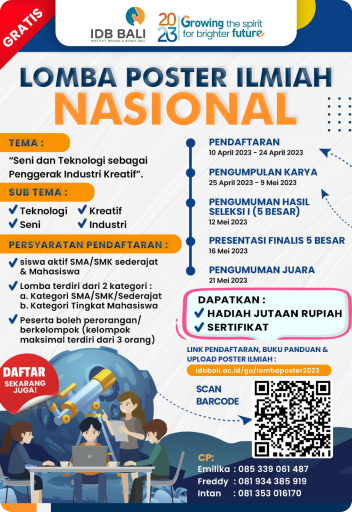 GRATIS
IDB BALI
INSTITUT DESAIN & BISNIS BALI
2023 Growing the spirit
for brighter future
LOMBA POSTER ILMIAH
NASIONAL
TEMA :
“Seni dan Teknologi sebagai
Penggerak Industri Kreatif”.
SUB TEMA :
Teknologi
Kreatif
Seni
Industri
PERSYARATAN PENDAFTARAN :
siswa aktif SMA/SMK sederajat
& Mahasiswa
Lomba terdiri dari 2 kategori :
a. Kategori SMA/SMK/Sederajat
b. Kategori Tingkat Mahasiswa
Peserta boleh perorangan/
berkelompok (kelompok
maksimal terdiri dari 3 orang)
PENDAFTARAN
10 April 2023 - 24 April 2023
PENGUMPULAN KARYA
25 April 2023 - 9 Mei 2023
PENGUMUMAN HASIL
SELEKSI I (5 BESAR)
12 Mei 2023
PRESENTASI FINALIS 5 BESAR
16 Mei 2023
PENGUMUMAN JUARA
21 Mei 2023
DAPATKAN :
HADIAH JUTAAN RUPIAH
SERTIFIKAT
LINK PENDAFTARAN, BUKU PANDUAN &
UPLOAD POSTER ILMIAH :
idbbali.ac.id/go/lombaposter2023
DAFTAR
SEKARANG
JUGA!
SCAN
BARCODE
CP:
Emilika : 085 339 061 487
Freddy : 081 934 385 919
Intan : 081 353 016170